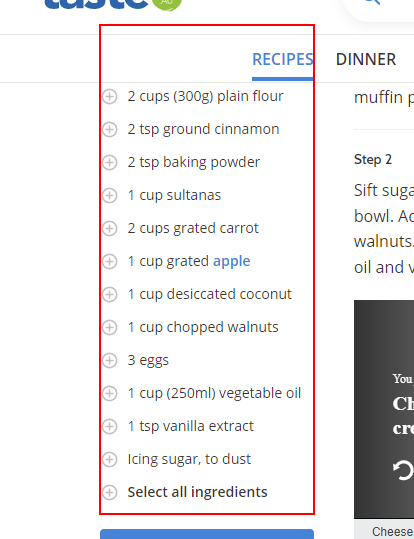 taste
AU
RECIPES
DINNER
2 cups (300g) plain flour
2 tsp ground cinnamon
2 tsp baking powder
1 cup sultanas
2 cups grated carrot
1 cup grated apple
1 cup desiccated coconut
1 cup chopped walnuts
3 eggs
1 cup (250ml) vegetable oil
1 tsp vanilla extract
Icing sugar, to dust
Select all ingredients
muffin p
Step 2
Sift suga
bowl. Ad
walnuts.
oil and v
You
Ch
cre
Cheese